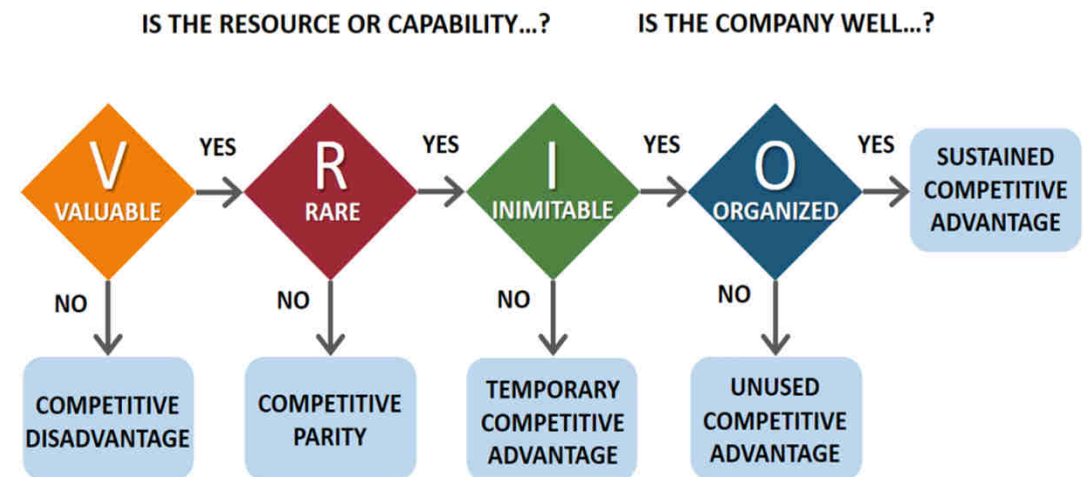 IS THE RESOURCE OR CAPABILITY...?
IS THE COMPANY WELL...?
V
VALUABLE
YES
R
RARE
YES
I
INIMITABLE
YES
O
ORGANIZED
YES
SUSTAINED
COMPETITIVE
ADVANTAGE
NO
NO
NO
NO
COMPETITIVE
DISADVANTAGE
COMPETITIVE
PARITY
TEMPORARY
COMPETITIVE
ADVANTAGE
UNUSED
COMPETITIVE
ADVANTAGE